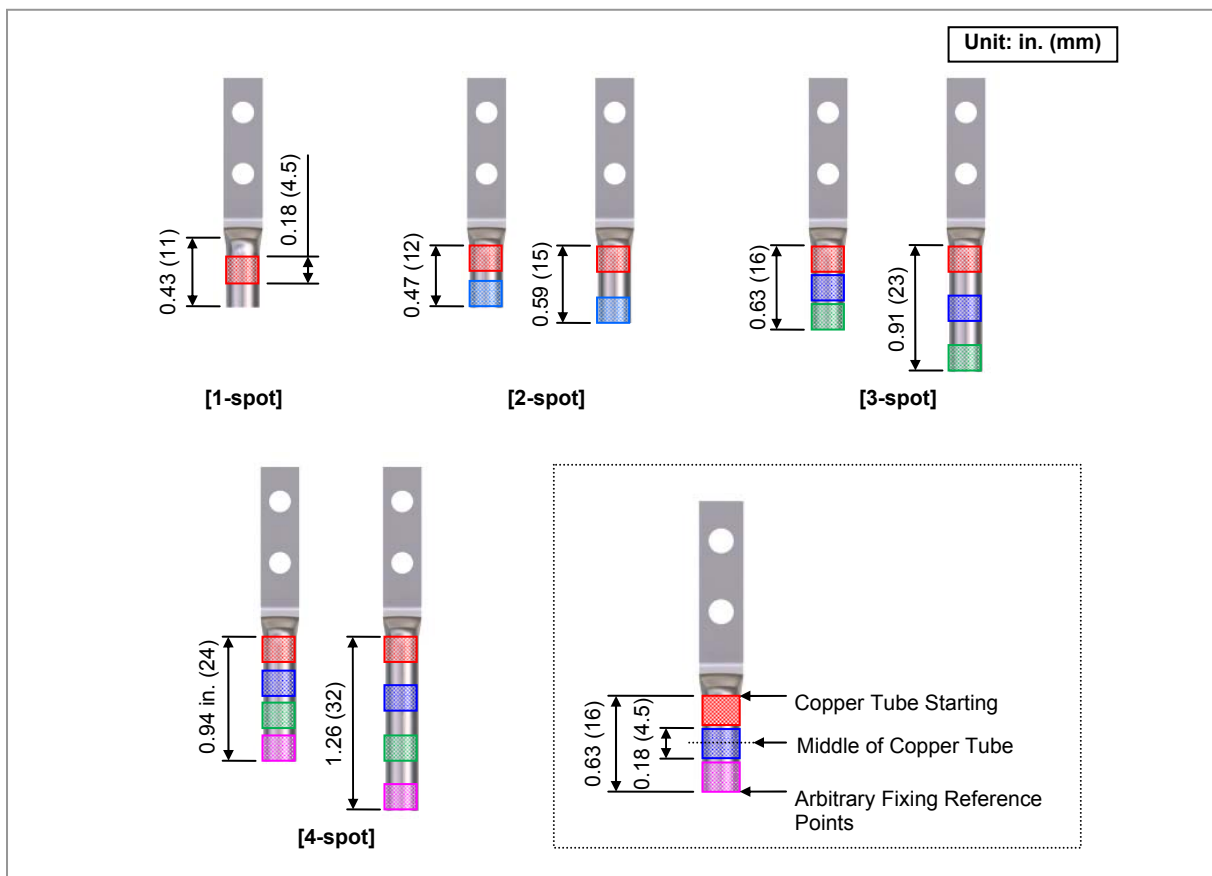 Unit: in. (mm)
0.43 (11)
0.18 (4.5)
0.47 (12)
0.59 (15)
0.63 (16)
0.91 (23)
[1-spot]
[2-spot]
[3-spot]
0.94 in. (24)
1.26 (32)
[4-spot]
0.63 (16)
0.18 (4.5)
Copper Tube Starting
Middle of Copper Tube
Arbitrary Fixing Reference
Points